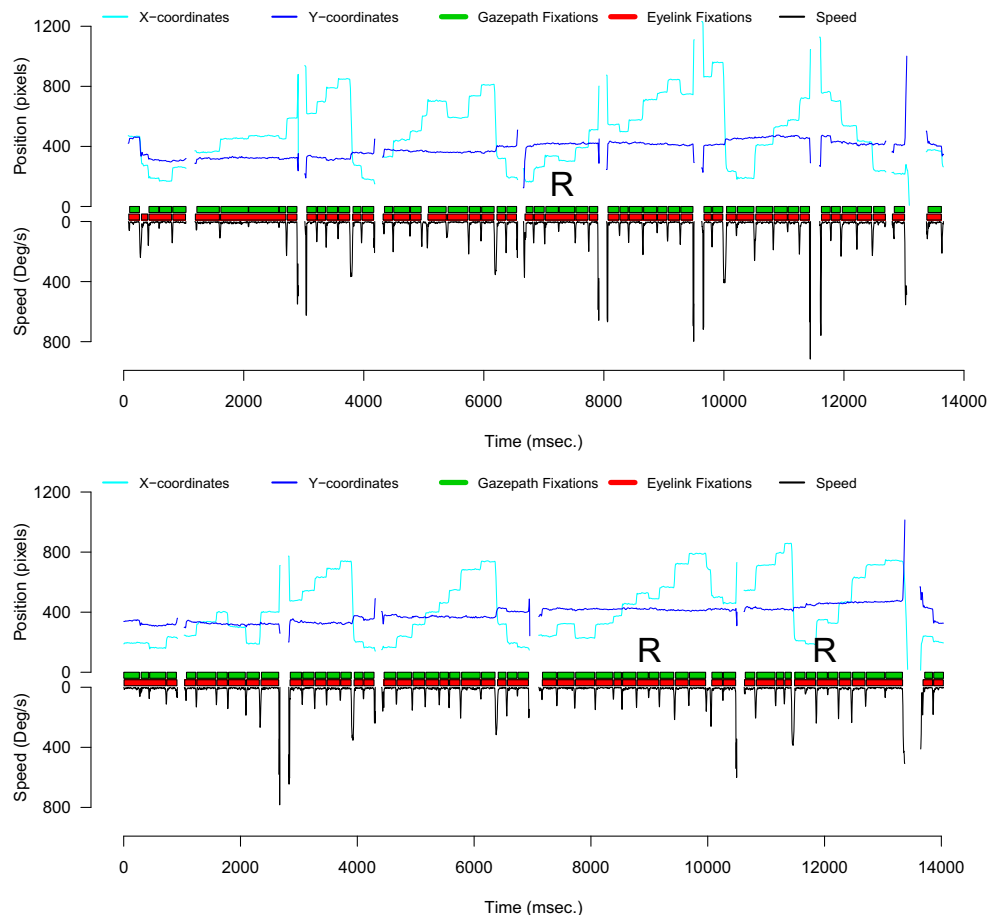 X−coordinates Y−coordinates Gazepath Fixations Eyelink Fixations Speed
1200
800
400
0
Position (pixels)
R
0
400
800
Speed (Deg/s)
0 2000 4000 6000 8000 10000 12000 14000
Time (msec.)
X−coordinates Y−coordinates Gazepath Fixations Eyelink Fixations Speed
1200
800
400
0
Position (pixels)
R R
0
400
800
Speed (Deg/s)
0 2000 4000 6000 8000 10000 12000 14000
Time (msec.)